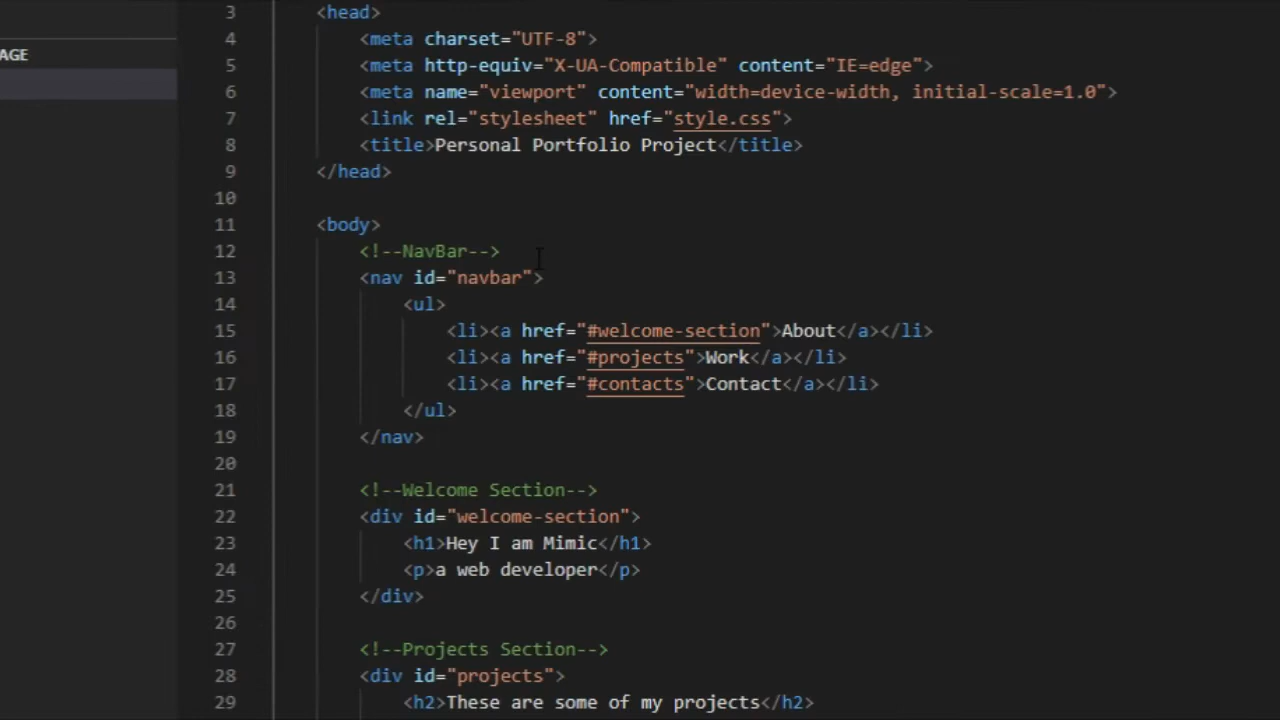 AGE
3 <head>
4 <meta charset="UTF-8">
5 <meta http-equiv="X-UA-Compatible" content="IE=edge">
6 <meta name="viewport" content="width=device-width, initial-scale=1.0">
7 <link rel="stylesheet" href="style.css">
8 <title>Personal Portfolio Project</title>
9 </head>
10
11 <body>
12 <!--NavBar-->
13 <nav id="navbar">
14 <ul>
15 <li><a href="#welcome-section">About</a></li>
16 <li><a href="#projects">Work</a></li>
17 <li><a href="#contacts">Contact</a></li>
18 </ul>
19 </nav>
20
21 <!--Welcome Section-->
22 <div id="welcome-section">
23 <h1>Hey I am Mimic</h1>
24 <p>a web developer</p>
25 </div>
26
27 <!--Projects Section-->
28 <div id="projects">
29 <h2>These are some of my projects</h2>